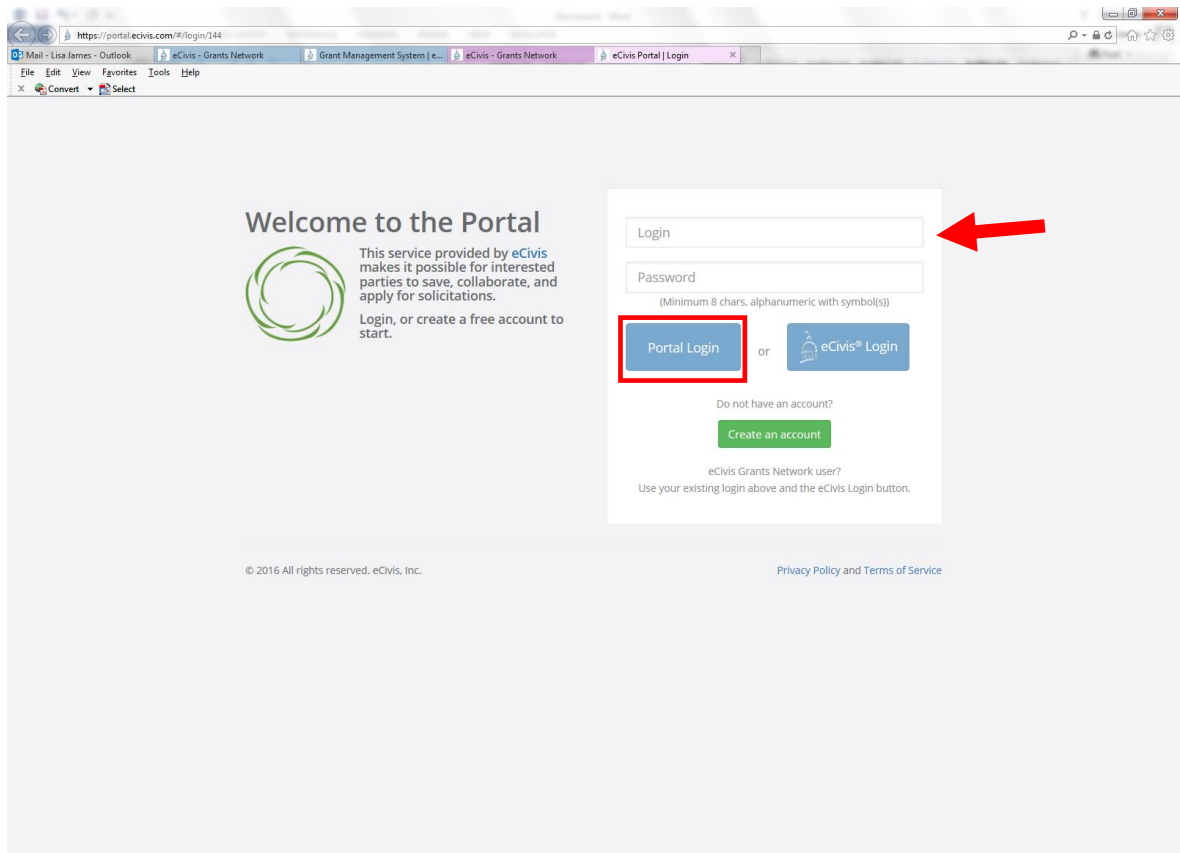 https://portal.ecivis.com/#/login/144
Mail - Lisa James - Outlook
eCivis - Grants Network
Grant Management System | e...
eCivis - Grants Network
eCivis Portal | Login
File Edit View Favorites Tools Help
X Convert Select
Welcome to the Portal
This service provided by eCivis
makes it possible for interested
parties to save, collaborate, and
apply for solicitations.
Login, or create a free account to
start.
Login
Password
(Minimum 8 chars, alphanumeric with symbol(s))
Portal Login
or
eCivis® Login
Do not have an account?
Create an account
eCivis Grants Network user?
Use your existing login above and the eCivis Login button.
© 2016 All rights reserved. eCivis, Inc.
Privacy Policy and Terms of Service